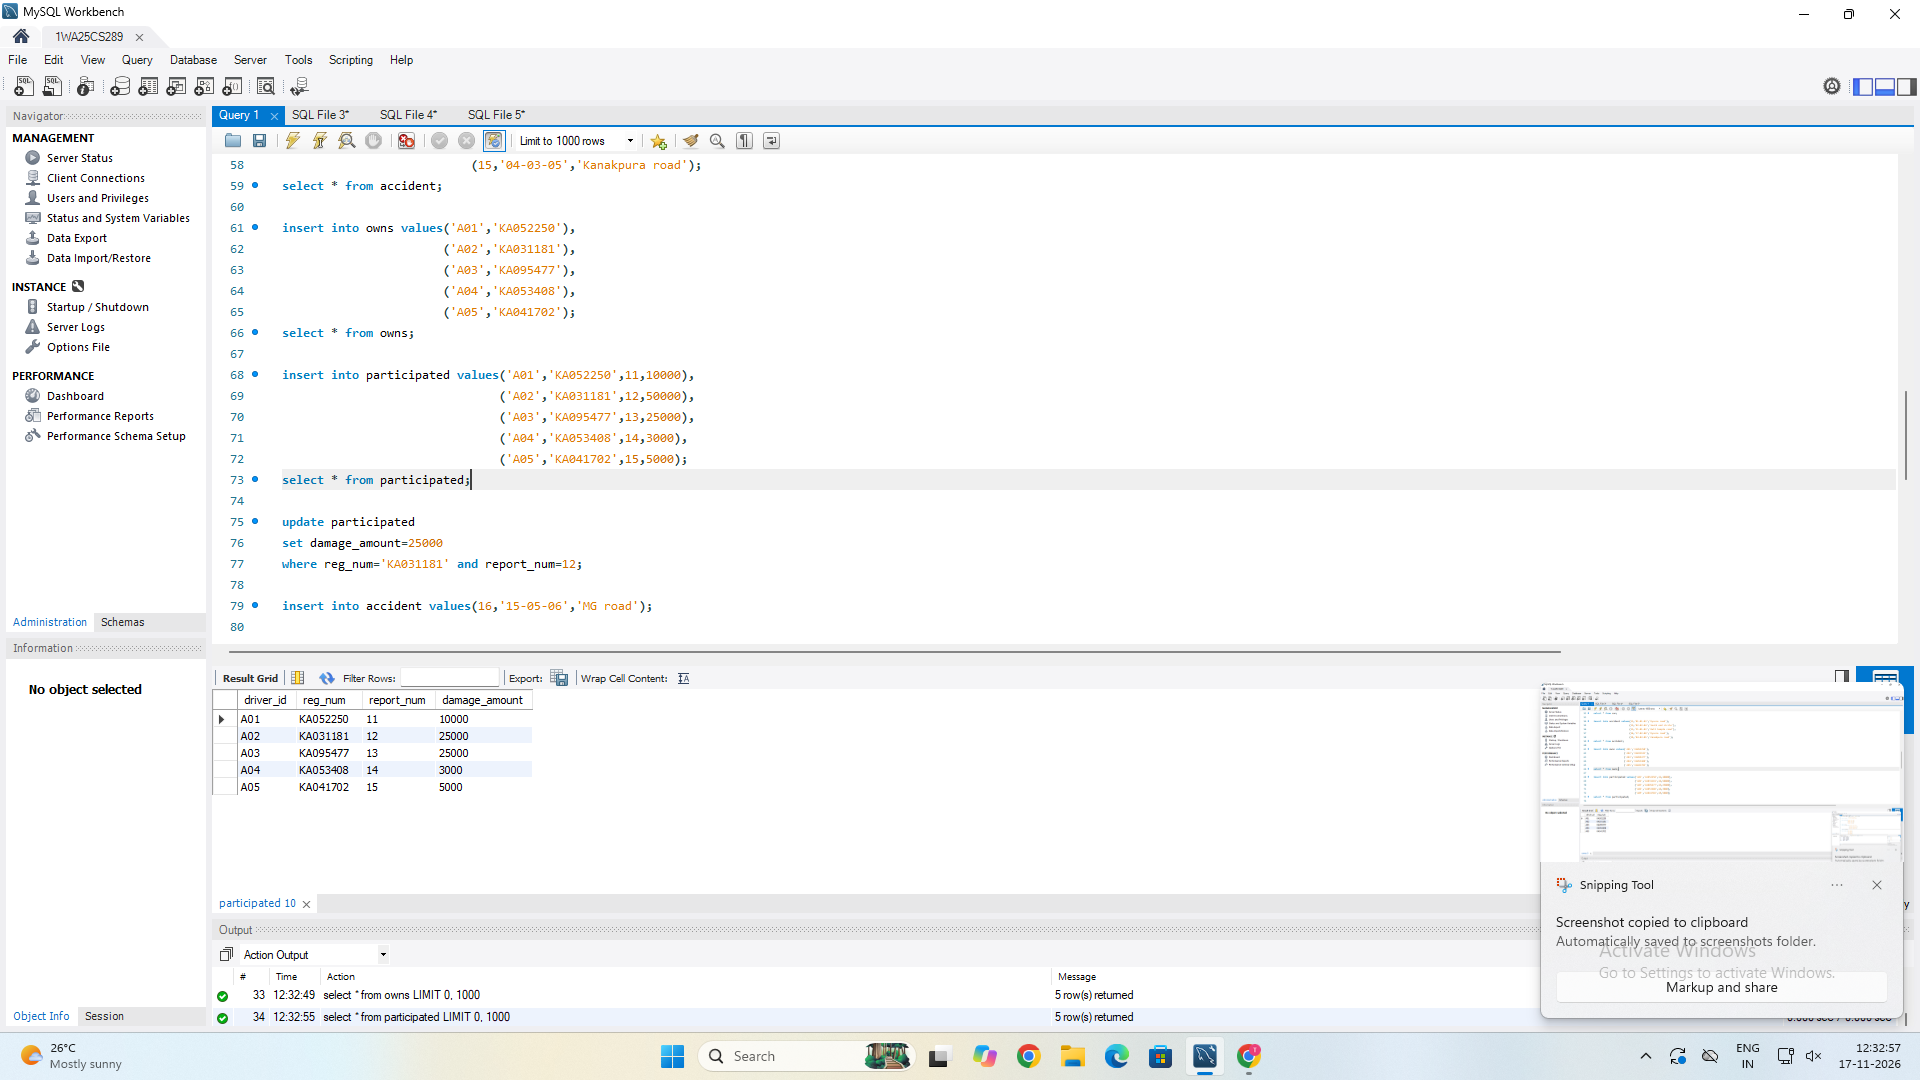 MySQL Workbench
1WA25CS289
File Edit View Query Database Server Tools Scripting Help
Navigator
MANAGEMENT
Server Status
Client Connections
Users and Privileges
Status and System Variables
Data Export
Data Import/Restore
INSTANCE
Startup / Shutdown
Server Logs
Options File
PERFORMANCE
Dashboard
Performance Reports
Performance Schema Setup
Administration Schemas
Information
No object selected
Object Info Session
Query 1 SQL File 3* SQL File 4* SQL File 5*
Limit to 1000 rows
58 (15,'04-03-05','Kanakpura road');
59 select * from accident;
60
61 insert into owns values('A01','KA052250'),
62 ('A02','KA031181'),
63 ('A03','KA095477'),
64 ('A04','KA053408'),
65 ('A05','KA041702');
66 select * from owns;
67
68 insert into participated values('A01','KA052250',11,10000),
69 ('A02','KA031181',12,50000),
70 ('A03','KA095477',13,25000),
71 ('A04','KA053408',14,3000),
72 ('A05','KA041702',15,5000);
73 select * from participated;
74
75 update participated
76 set damage_amount=25000
77 where reg_num='KA031181' and report_num=12;
78
79 insert into accident values(16,'15-05-06','MG road');
80
Result Grid Filter Rows: Export: Wrap Cell Content:
driver_id reg_num report_num damage_amount
A01 KA052250 11 10000
A02 KA031181 12 25000
A03 KA095477 13 25000
A04 KA053408 14 3000
A05 KA041702 15 5000
participated 10
Output
Action Output
# Time Action Message
33 12:32:49 select * from owns LIMIT 0, 1000 5 row(s) returned
34 12:32:55 select * from participated LIMIT 0, 1000 5 row(s) returned
Snipping Tool
Screenshot copied to clipboard
Automatically saved to screenshots folder.
Activate Windows
Go to Settings to activate Windows.
Markup and share
26°C
Mostly sunny
Search
ENG
IN
12:32:57
17-11-2026